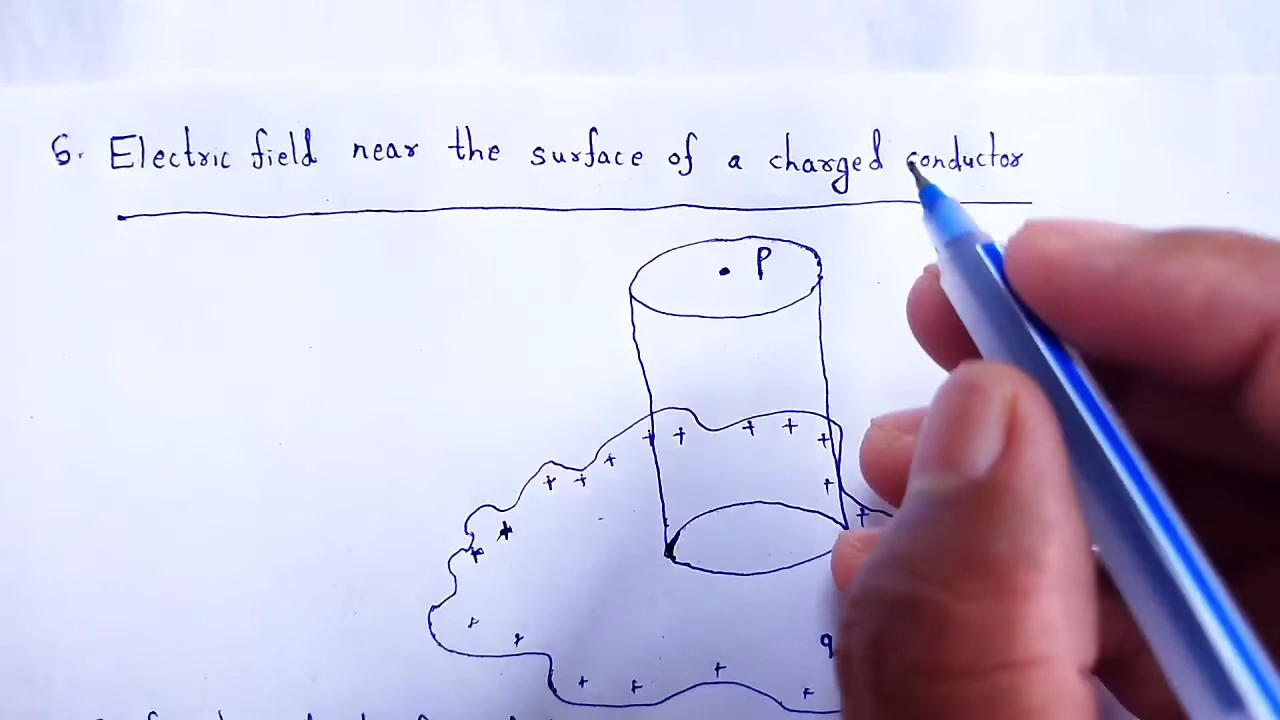 6. Electric field near the surface of a charged conductor
P
q